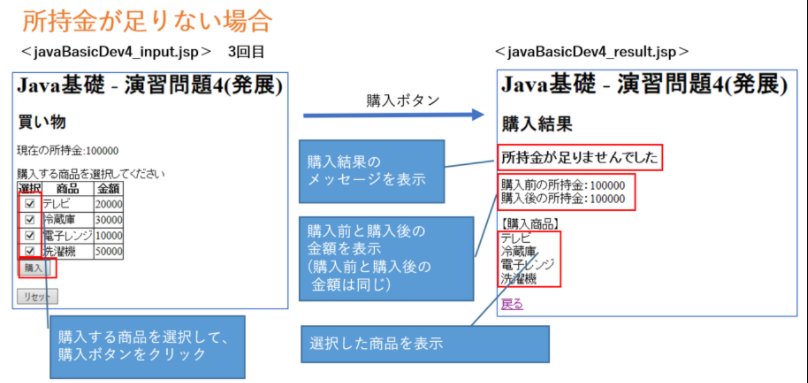 所持金が足りない場合
＜javaBasicDev4_input.jsp＞　3回目
Java基礎 - 演習問題4(発展)
買い物
現在の所持金:100000
購入する商品を選択してください
選択 商品 金額
テレビ 20000
冷蔵庫 30000
電子レンジ 10000
洗濯機 50000
購入
リセット
購入する商品を選択して、
購入ボタンをクリック
購入ボタン
購入結果の
メッセージを表示
購入前と購入後の
金額を表示
(購入前と購入後の
金額は同じ)
選択した商品を表示
＜javaBasicDev4_result.jsp＞
Java基礎 - 演習問題4(発展)
購入結果
所持金が足りませんでした
購入前の所持金：100000
購入後の所持金：100000
【購入商品】
テレビ
冷蔵庫
電子レンジ
洗濯機
戻る